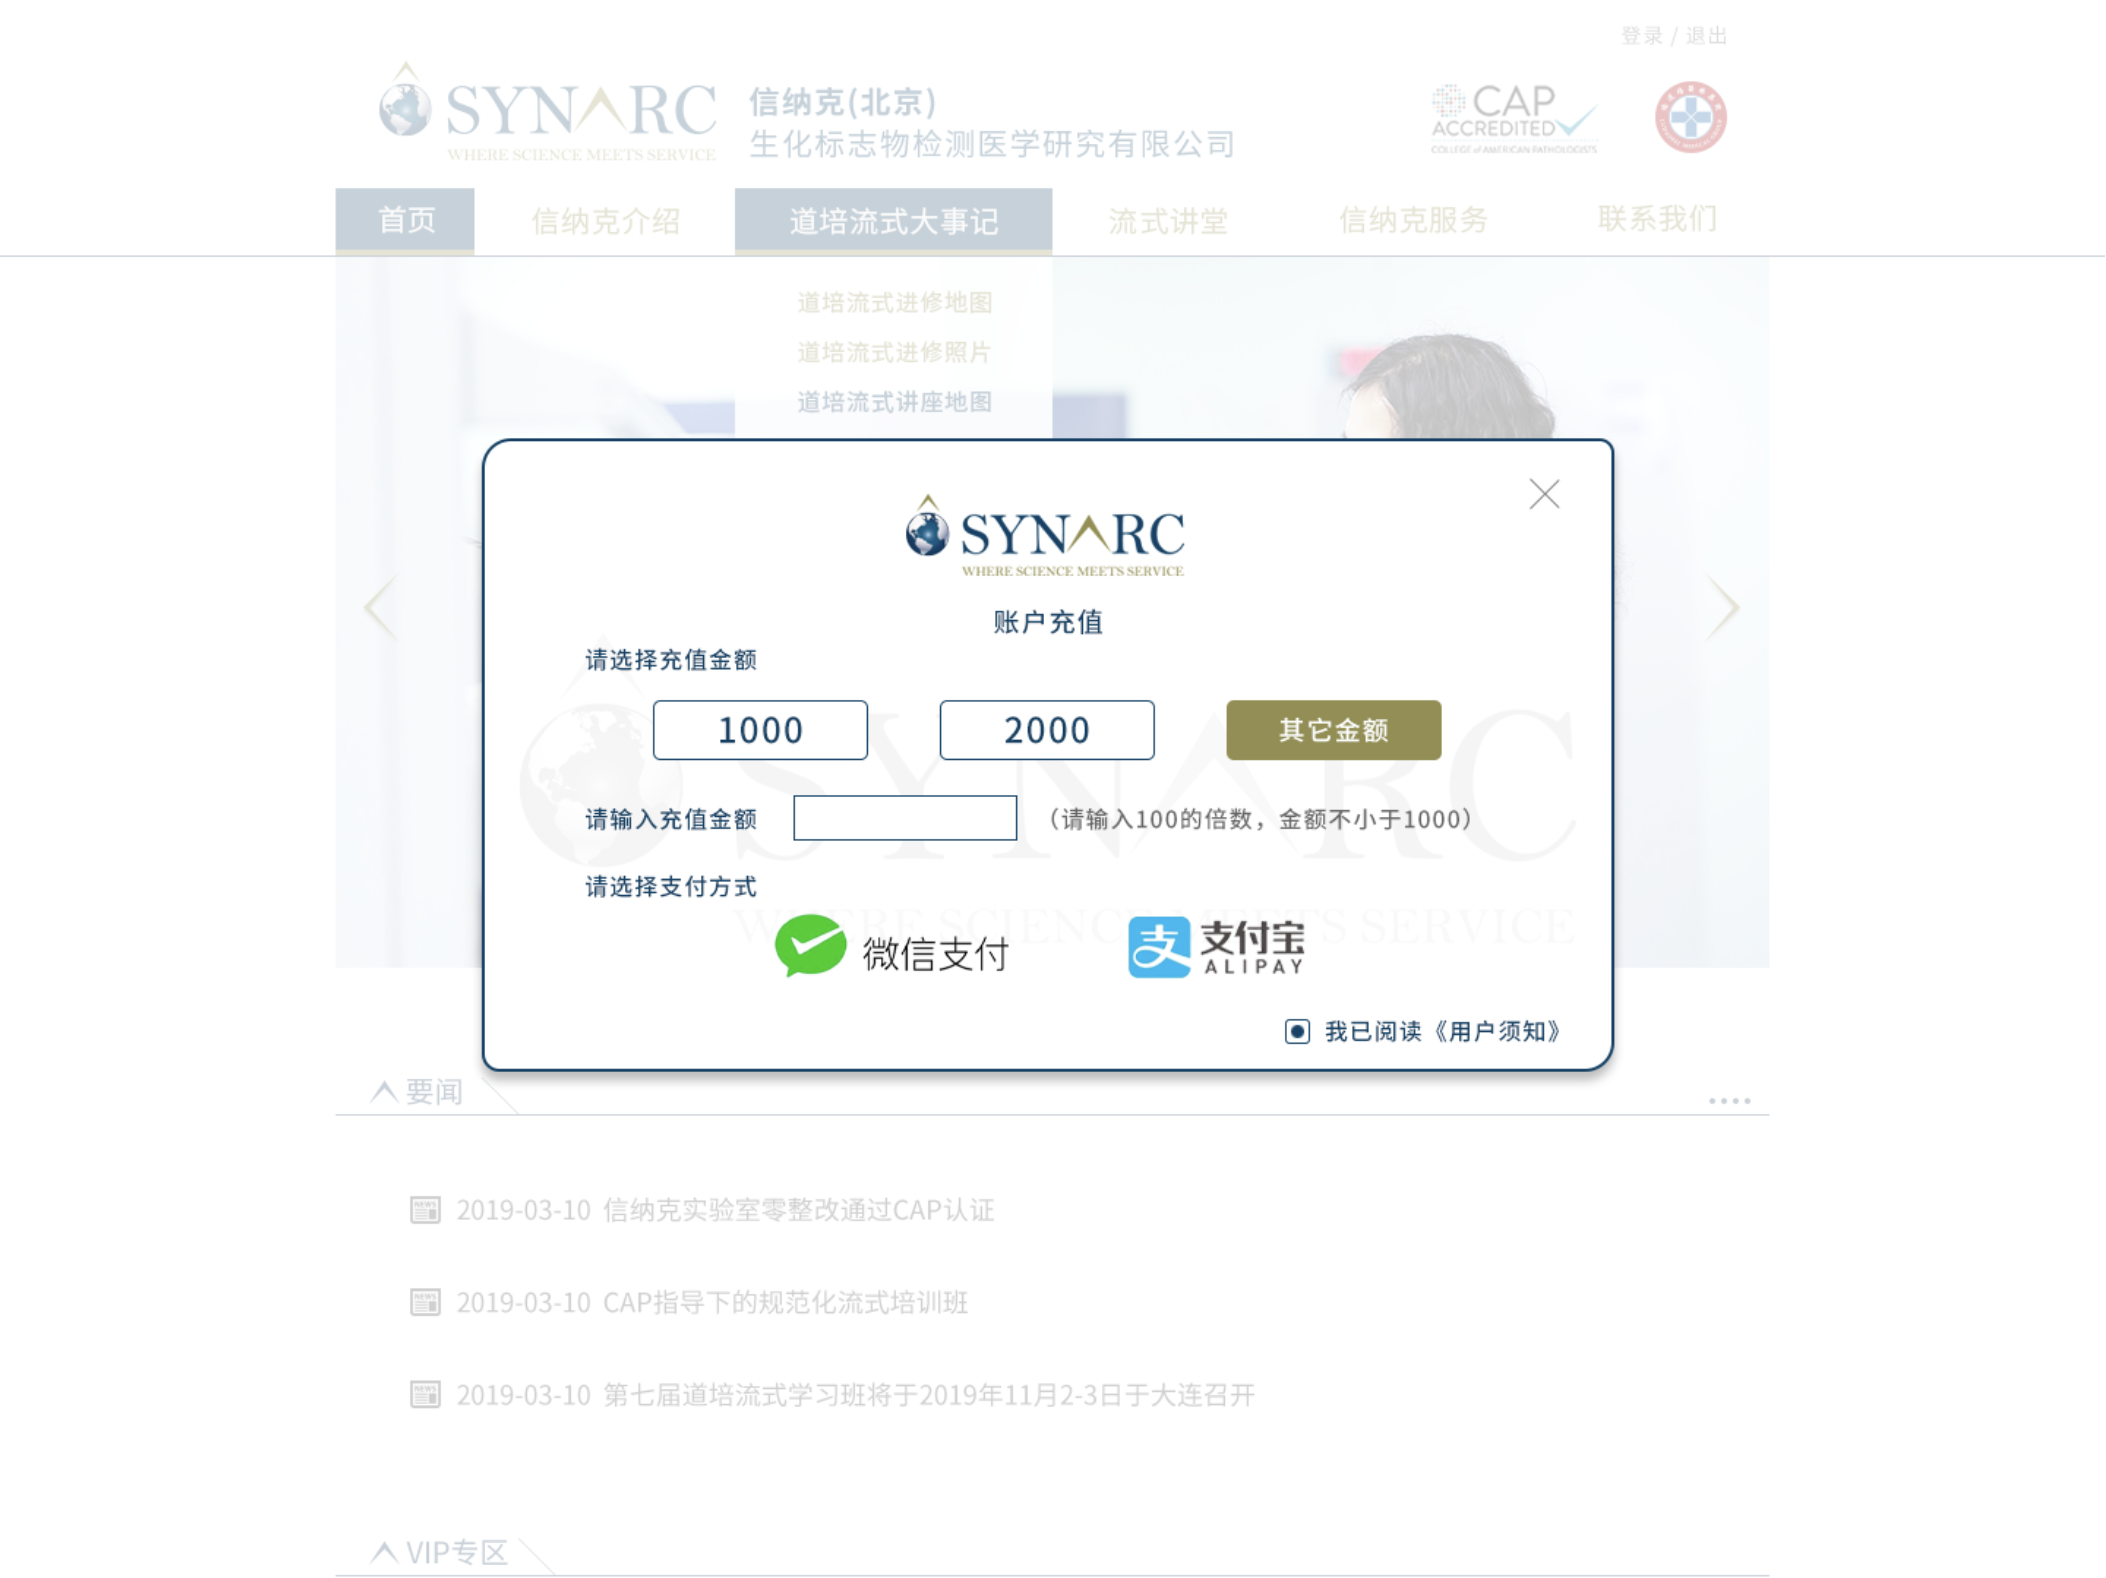 登录 / 退出
SYNARC
WHERE SCIENCE MEETS SERVICE
信纳克(北京)
生化标志物检测医学研究有限公司
CAP
ACCREDITED
COLLEGE of AMERICAN PATHOLOGISTS
首页
信纳克介绍
道培流式大事记
流式讲堂
信纳克服务
联系我们
道培流式进修地图
道培流式进修照片
道培流式讲座地图
SYNARC
WHERE SCIENCE MEETS SERVICE
账户充值
请选择充值金额
1000
2000
其它金额
请输入充值金额
（请输入100的倍数，金额不小于1000）
请选择支付方式
微信支付
支付宝
ALIPAY
SYNARC
WHERE SCIENCE MEETS SERVICE
我已阅读《用户须知》
要闻
NEWS 2019-03-10 信纳克实验室零整改通过CAP认证
NEWS 2019-03-10 CAP指导下的规范化流式培训班
NEWS 2019-03-10 第七届道培流式学习班将于2019年11月2-3日于大连召开
VIP专区